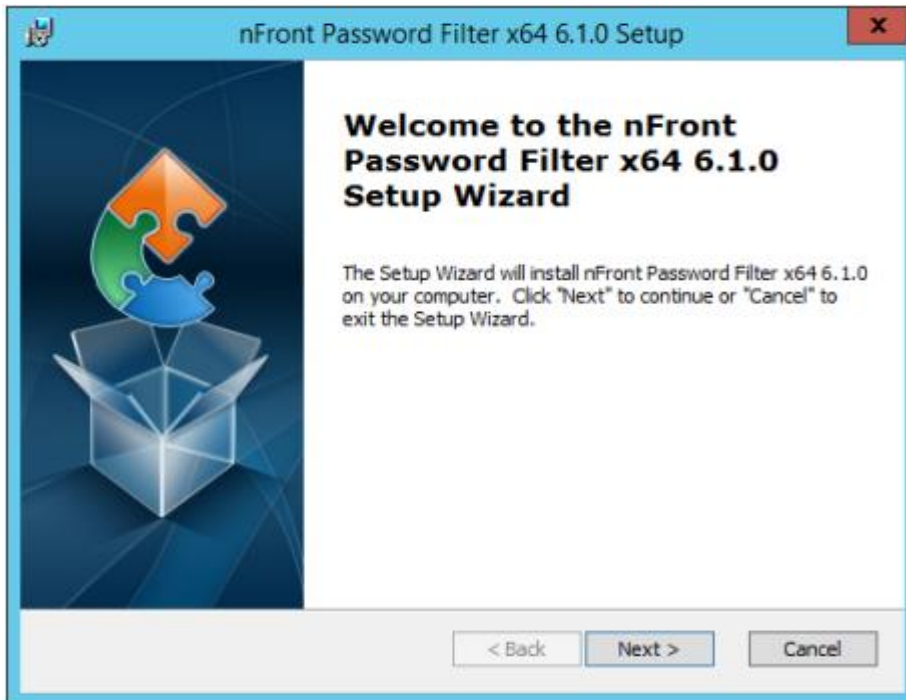 nFront Password Filter x64 6.1.0 Setup
x
Welcome to the nFront
Password Filter x64 6.1.0
Setup Wizard
The Setup Wizard will install nFront Password Filter x64 6.1.0
on your computer. Click "Next" to continue or "Cancel" to
exit the Setup Wizard.
< Back
Next >
Cancel